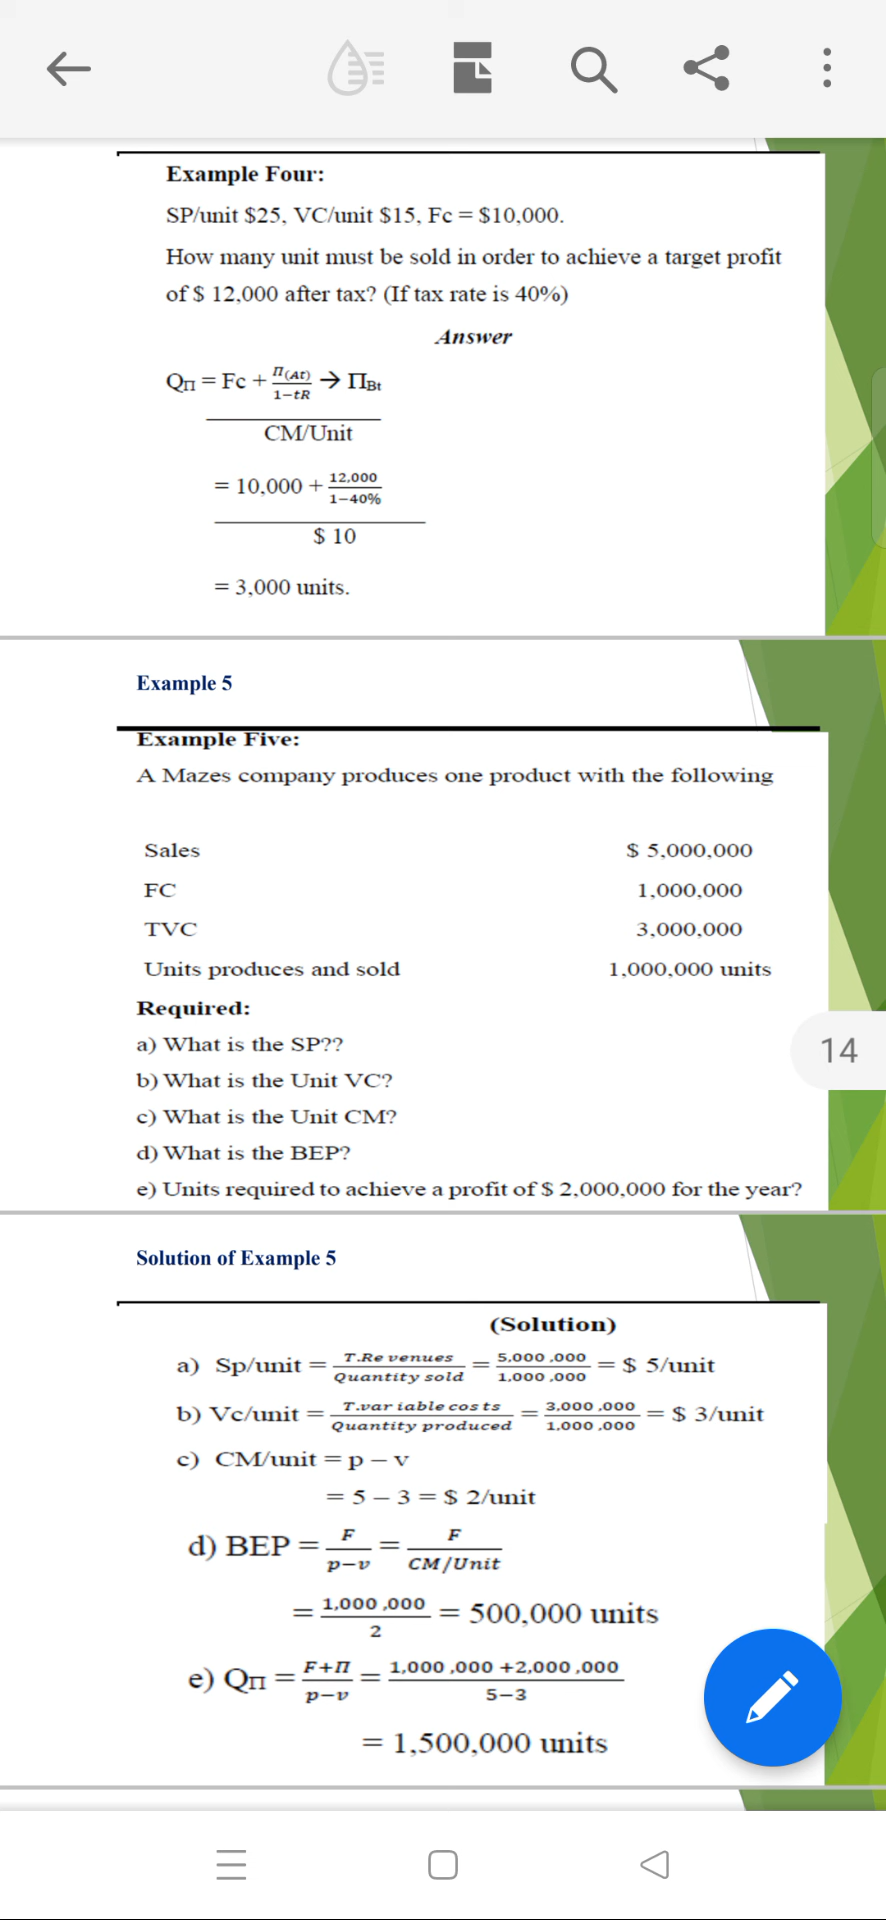 Example Four:
SP/unit $25, VC/unit $15, Fc = $10,000.
How many unit must be sold in order to achieve a target profit
of $ 12,000 after tax? (If tax rate is 40%)
Answer
QΠ = Fc + Π(At)/1−tR → ΠBt
CM/Unit
= 10,000 + 12,000/1−40%
$ 10
= 3,000 units.
Example 5
Example Five:
A Mazes company produces one product with the following
Sales $ 5,000,000
FC 1,000,000
TVC 3,000,000
Units produces and sold 1,000,000 units
Required:
a) What is the SP??
14
b) What is the Unit VC?
c) What is the Unit CM?
d) What is the BEP?
e) Units required to achieve a profit of $ 2,000,000 for the year?
Solution of Example 5
(Solution)
a) Sp/unit = T.Revenues/Quantity sold = 5,000,000/1,000,000 = $ 5/unit
b) Vc/unit = T.variable costs/Quantity produced = 3,000,000/1,000,000 = $ 3/unit
c) CM/unit = p − v
= 5 − 3 = $ 2/unit
d) BEP = F/p−v = F/CM/Unit
= 1,000,000/2 = 500,000 units
e) QΠ = F+Π/p−v = 1,000,000+2,000,000/5−3
= 1,500,000 units